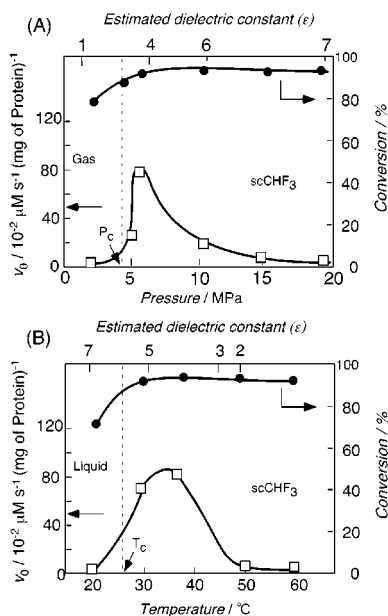 Estimated dielectric constant (ε)
(A)
1 4 6 7
v0 / 10-2 μM s-1 (mg of Protein)-1
160
120
80
40
0
Gas
Pc
scCHF3
100
80
60
40
20
0
Conversion / %
0 5 10 15 20
Pressure / MPa
Estimated dielectric constant (ε)
(B)
7 5 3 2
v0 / 10-2 μM s-1 (mg of Protein)-1
120
80
40
0
Liquid
Tc
scCHF3
100
80
60
40
20
0
Conversion / %
20 30 40 50 60
Temperature / °C